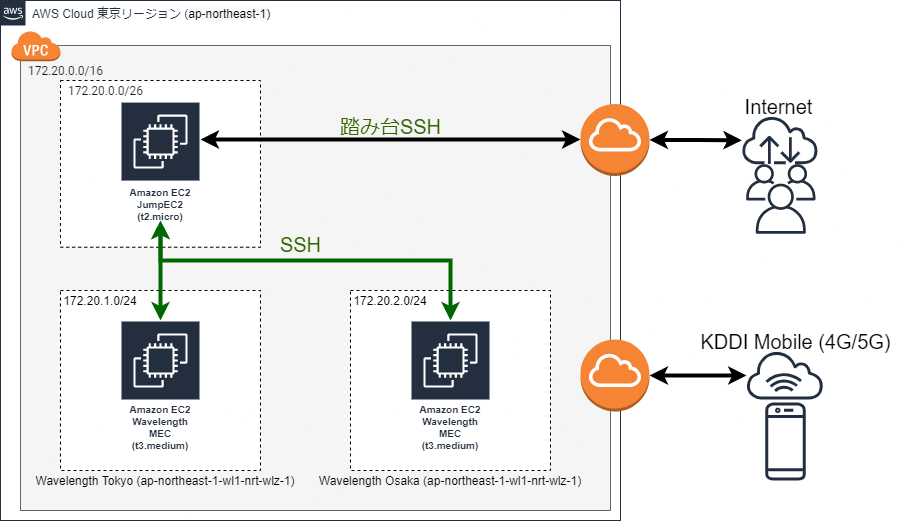 aws
AWS Cloud 東京リージョン (ap-northeast-1)
VPC
172.20.0.0/16
172.20.0.0/26
Amazon EC2
JumpEC2
(t2.micro)
踏み台SSH
Internet
SSH
172.20.1.0/24
Amazon EC2
Wavelength
MEC
(t3.medium)
Wavelength Tokyo (ap-northeast-1-wl1-nrt-wlz-1)
172.20.2.0/24
Amazon EC2
Wavelength
MEC
(t3.medium)
Wavelength Osaka (ap-northeast-1-wl1-nrt-wlz-1)
KDDI Mobile (4G/5G)